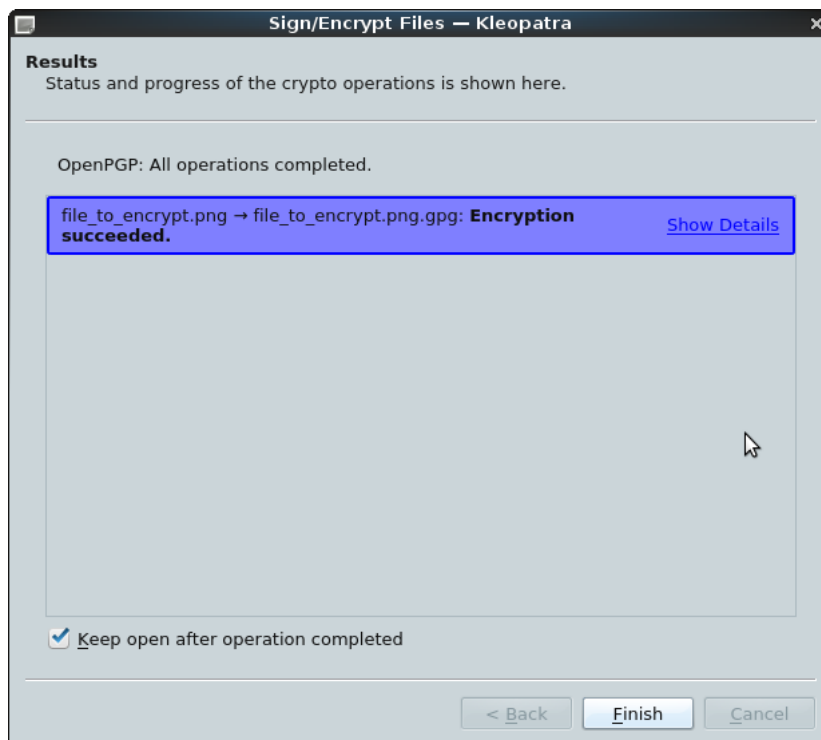 Sign/Encrypt Files — Kleopatra
Results
Status and progress of the crypto operations is shown here.
OpenPGP: All operations completed.
file_to_encrypt.png → file_to_encrypt.png.gpg: Encryption
succeeded.
Show Details
Keep open after operation completed
< Back Finish Cancel